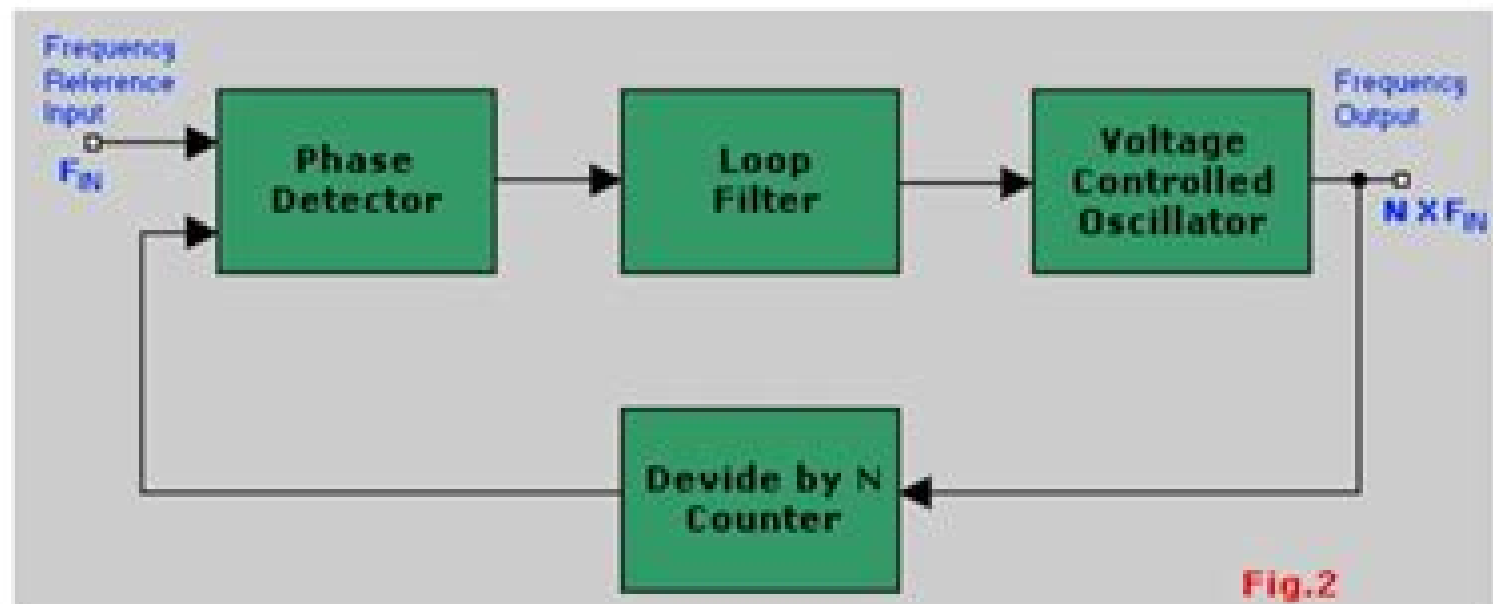 Frequency
Reference
Input
FIN
Phase
Detector
Loop
Filter
Voltage
Controlled
Oscillator
Frequency
Output
N X FIN
Devide by N
Counter
Fig.2